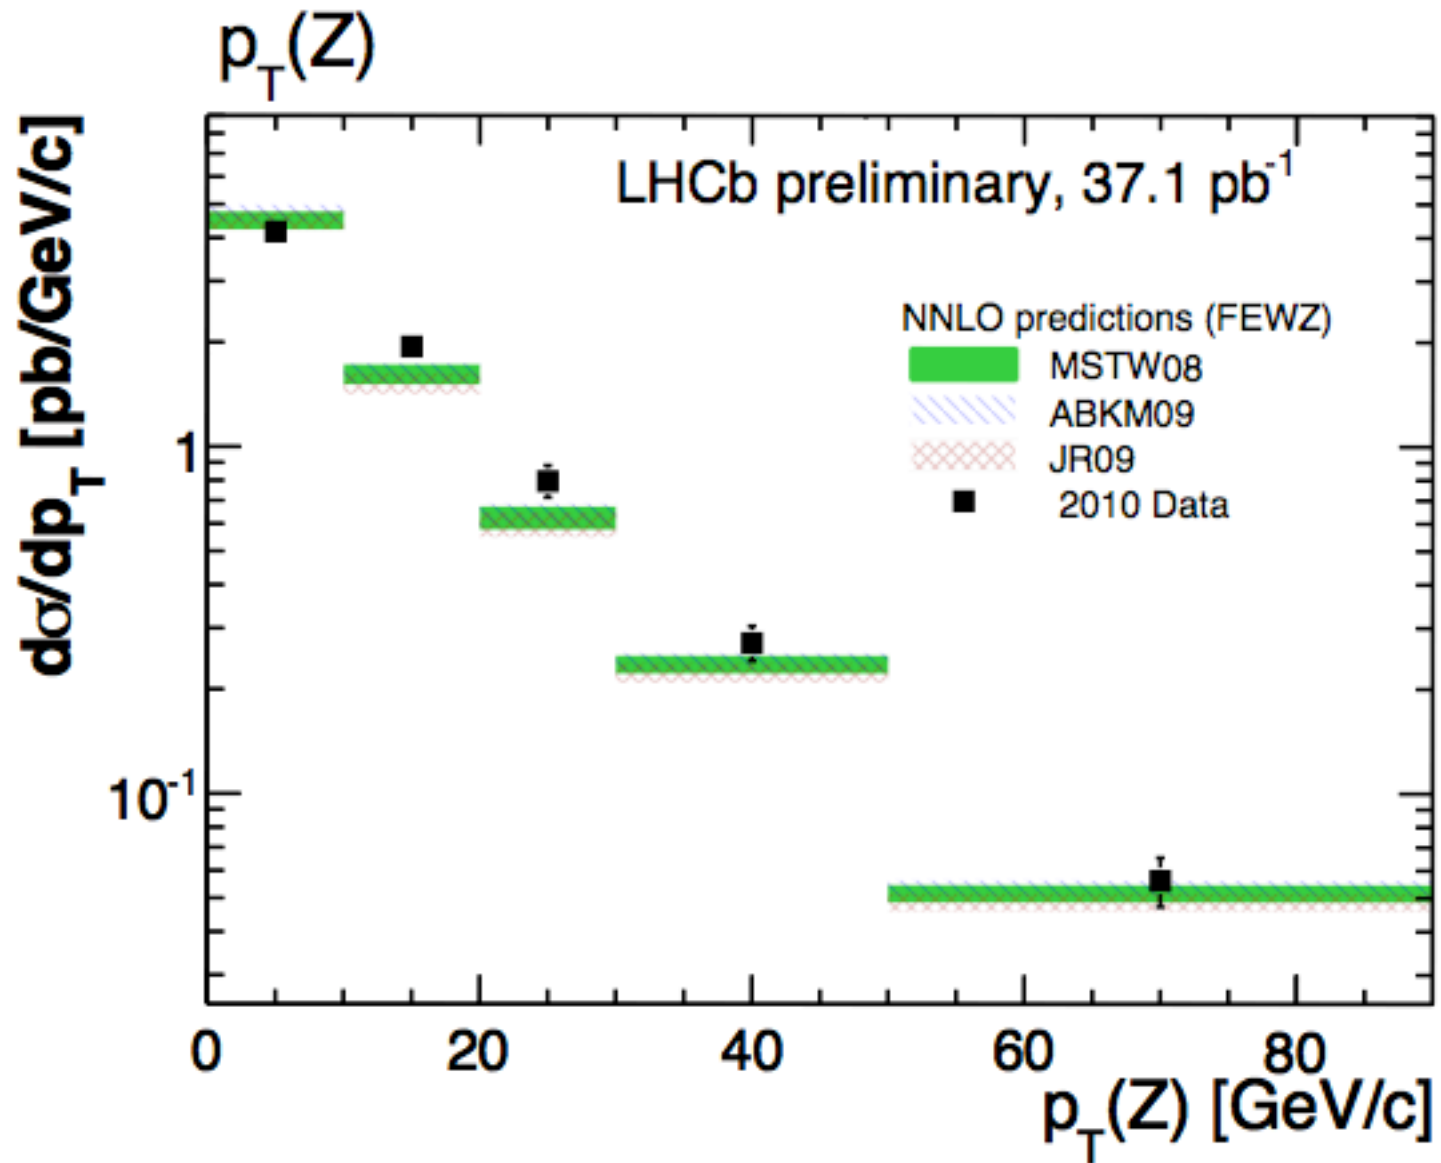 p_T(Z)
dσ/dp_T [pb/GeV/c]
LHCb preliminary, 37.1 pb^-1
NNLO predictions (FEWZ)
MSTW08
ABKM09
JR09
2010 Data
1
10^-1
0 20 40 60 80
p_T(Z) [GeV/c]